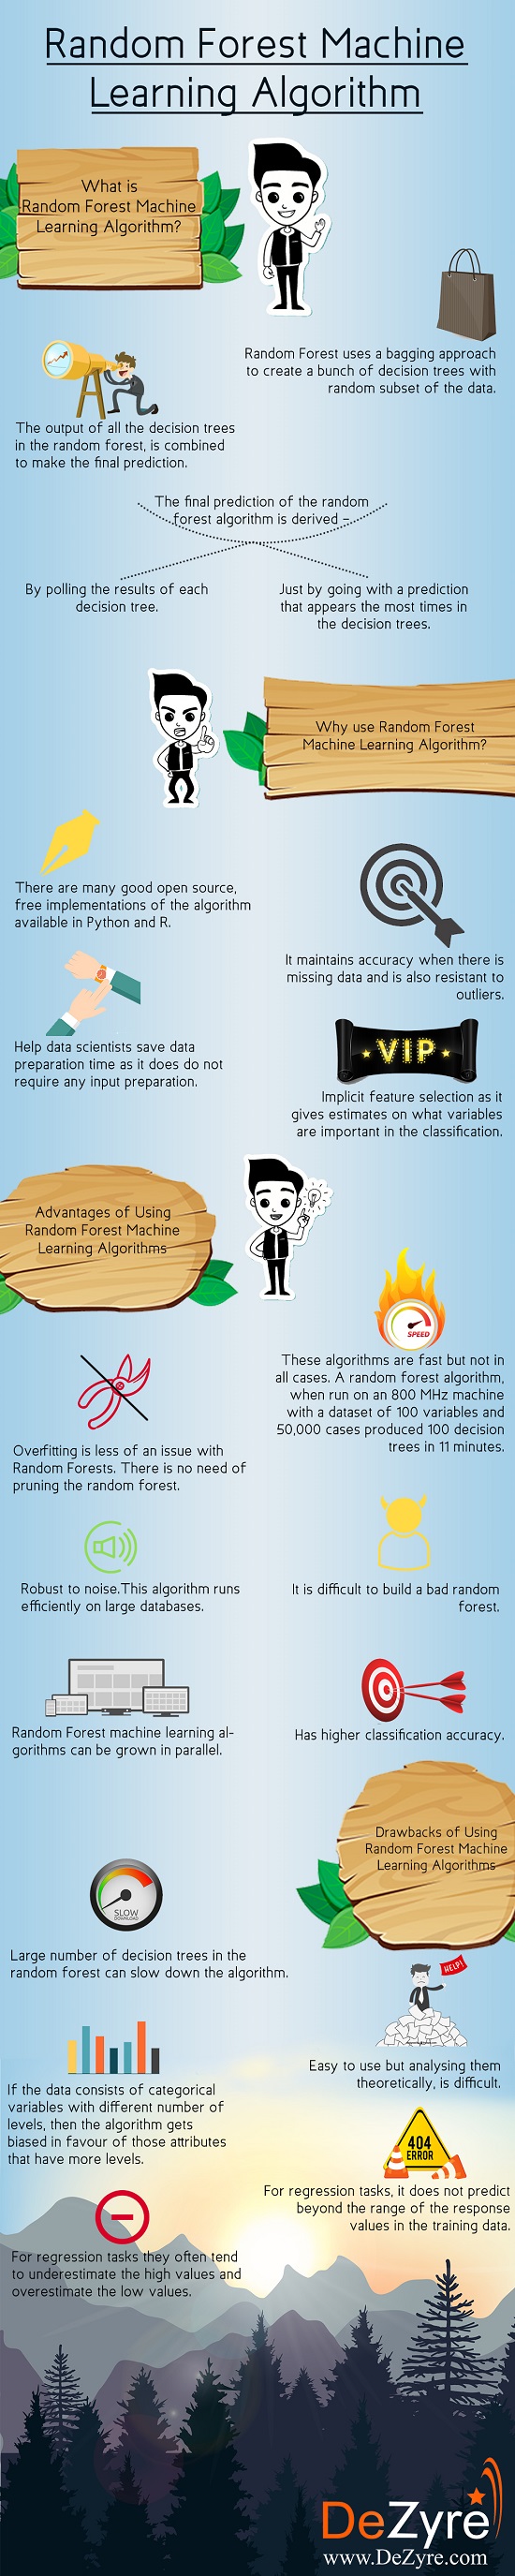 Random Forest Machine
Learning Algorithm
What is
Random Forest Machine
Learning Algorithm?
Random Forest uses a bagging approach
to create a bunch of decision trees with
random subset of the data.
The output of all the decision trees
in the random forest, is combined
to make the final prediction.
The final prediction of the random
forest algorithm is derived –
By polling the results of each
decision tree.
Just by going with a prediction
that appears the most times in
the decision trees.
Why use Random Forest
Machine Learning Algorithm?
There are many good open source,
free implementations of the algorithm
available in Python and R.
It maintains accuracy when there is
missing data and is also resistant to
outliers.
Help data scientists save data
preparation time as it does do not
require any input preparation.
VIP
Implicit feature selection as it
gives estimates on what variables
are important in the classification.
Advantages of Using
Random Forest Machine
Learning Algorithms
SPEED
These algorithms are fast but not in
all cases. A random forest algorithm,
when run on an 800 MHz machine
with a dataset of 100 variables and
50,000 cases produced 100 decision
trees in 11 minutes.
Overfitting is less of an issue with
Random Forests. There is no need of
pruning the random forest.
Robust to noise.This algorithm runs
efficiently on large databases.
It is difficult to build a bad random
forest.
Random Forest machine learning al-
gorithms can be grown in parallel.
Has higher classification accuracy.
Drawbacks of Using
Random Forest Machine
Learning Algorithms
SLOW
DOWNLOAD
Large number of decision trees in the
random forest can slow down the algorithm.
HELP!
Easy to use but analysing them
theoretically, is difficult.
If the data consists of categorical
variables with different number of
levels, then the algorithm gets
biased in favour of those attributes
that have more levels.
404
ERROR
For regression tasks, it does not predict
beyond the range of the response
values in the training data.
For regression tasks they often tend
to underestimate the high values and
overestimate the low values.
DeZyre
www.DeZyre.com